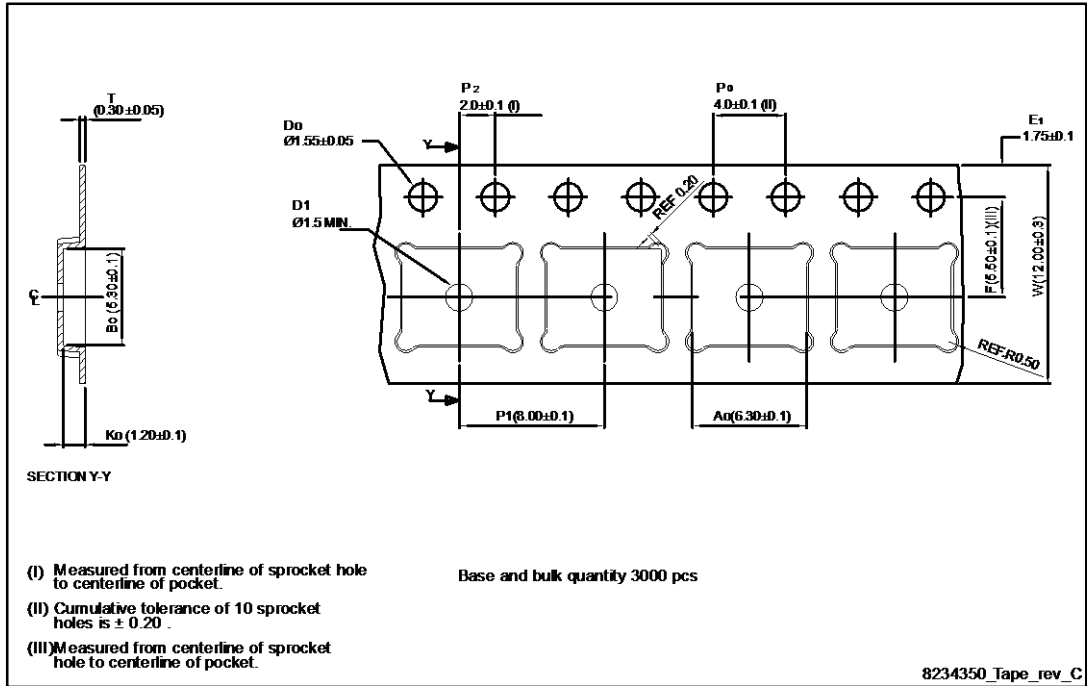 T
(0.30±0.05)
P2
2.0±0.1 (I)
Po
4.0±0.1 (II)
E1
1.75±0.1
Do
Ø1.55±0.05
Y
D1
Ø1.5 MIN.
REF 0.20
F(5.50±0.1)(III)
W(12.00±0.3)
Bo (5.30±0.1)
C
L
REF-R0.50
Y
P1(8.00±0.1)
Ao(6.30±0.1)
Ko (1.20±0.1)
SECTION Y-Y
(I) Measured from centerline of sprocket hole
to centerline of pocket.
Base and bulk quantity 3000 pcs
(II) Cumulative tolerance of 10 sprocket
holes is ± 0.20 .
(III)Measured from centerline of sprocket
hole to centerline of pocket.
8234350_Tape_rev_C